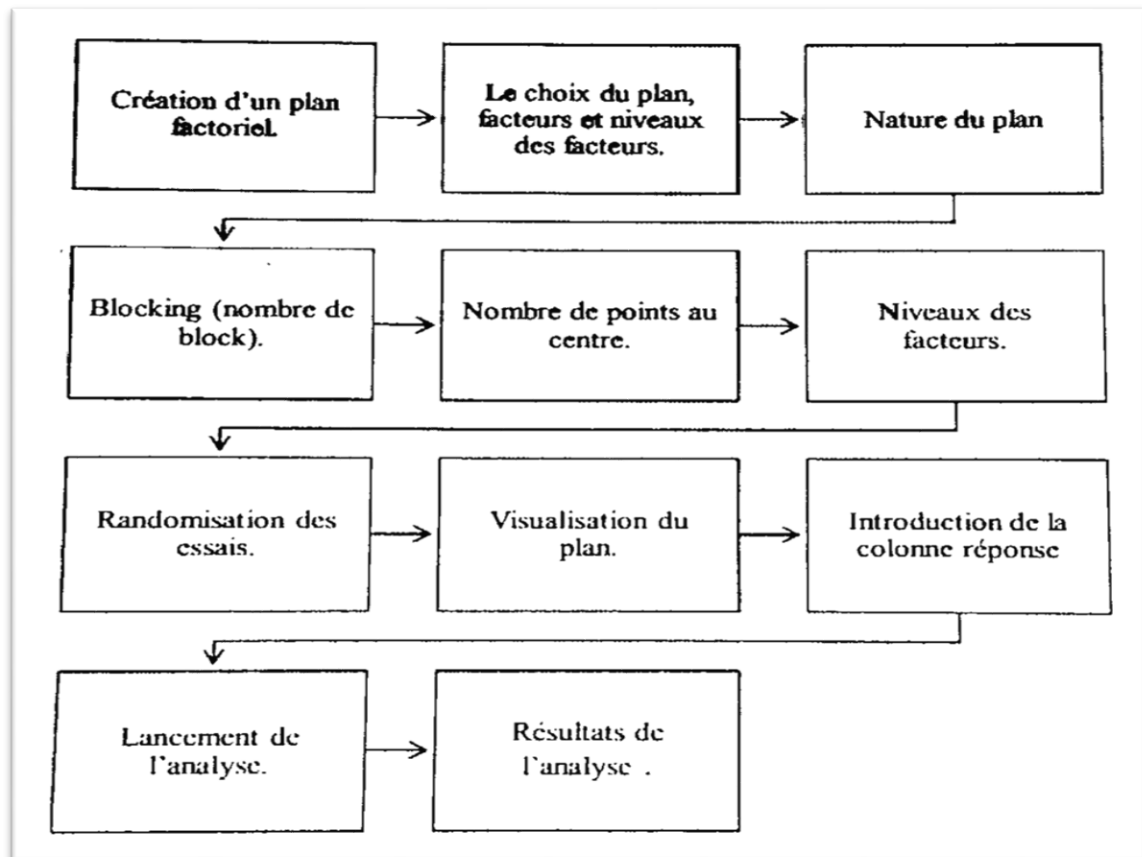 Création d'un plan
factoriel.
Le choix du plan,
facteurs et niveaux
des facteurs.
Nature du plan
Blocking (nombre de
block).
Nombre de points au
centre.
Niveaux des
facteurs.
Randomisation des
essais.
Visualisation du
plan.
Introduction de la
colonne réponse
Lancement de
l'analyse.
Résultats de
l'analyse .